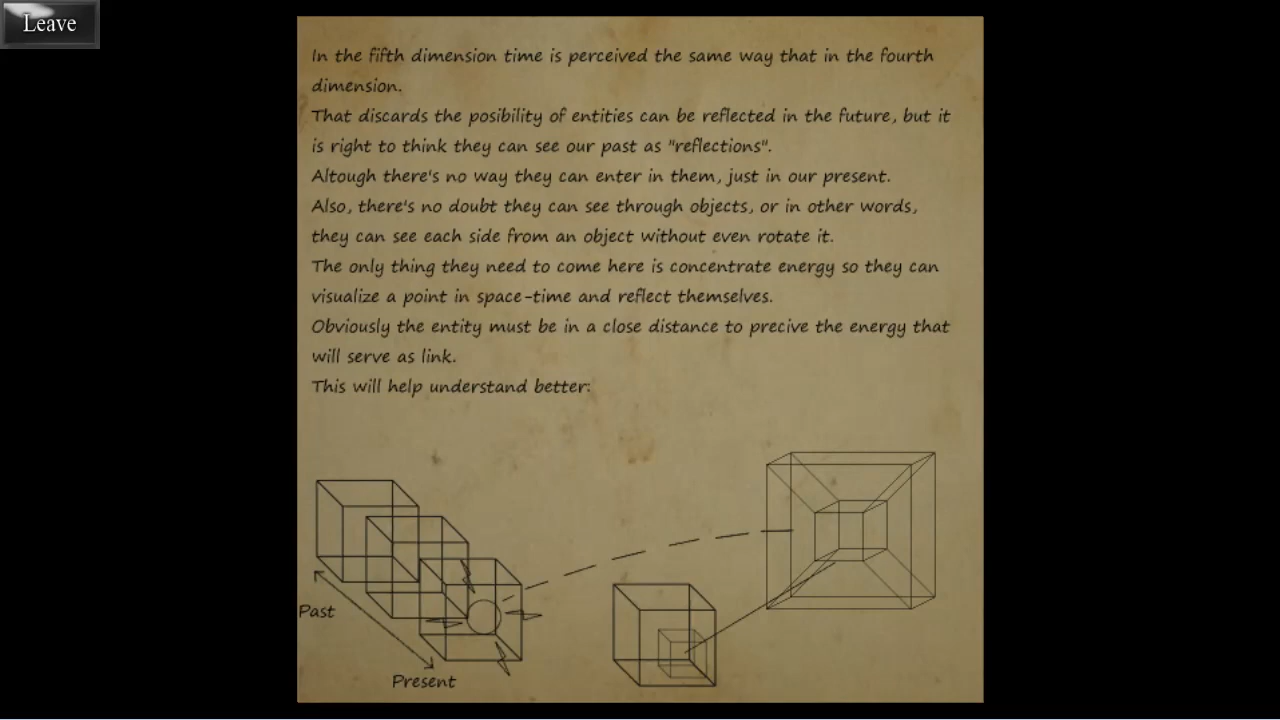 Leave
In the fifth dimension time is perceived the same way that in the fourth
dimension.
That discards the posibility of entities can be reflected in the future, but it
is right to think they can see our past as "reflections".
Altough there's no way they can enter in them, just in our present.
Also, there's no doubt they can see through objects, or in other words,
they can see each side from an object without even rotate it.
The only thing they need to come here is concentrate energy so they can
visualize a point in space-time and reflect themselves.
Obviously the entity must be in a close distance to precive the energy that
will serve as link.
This will help understand better:
Past
Present